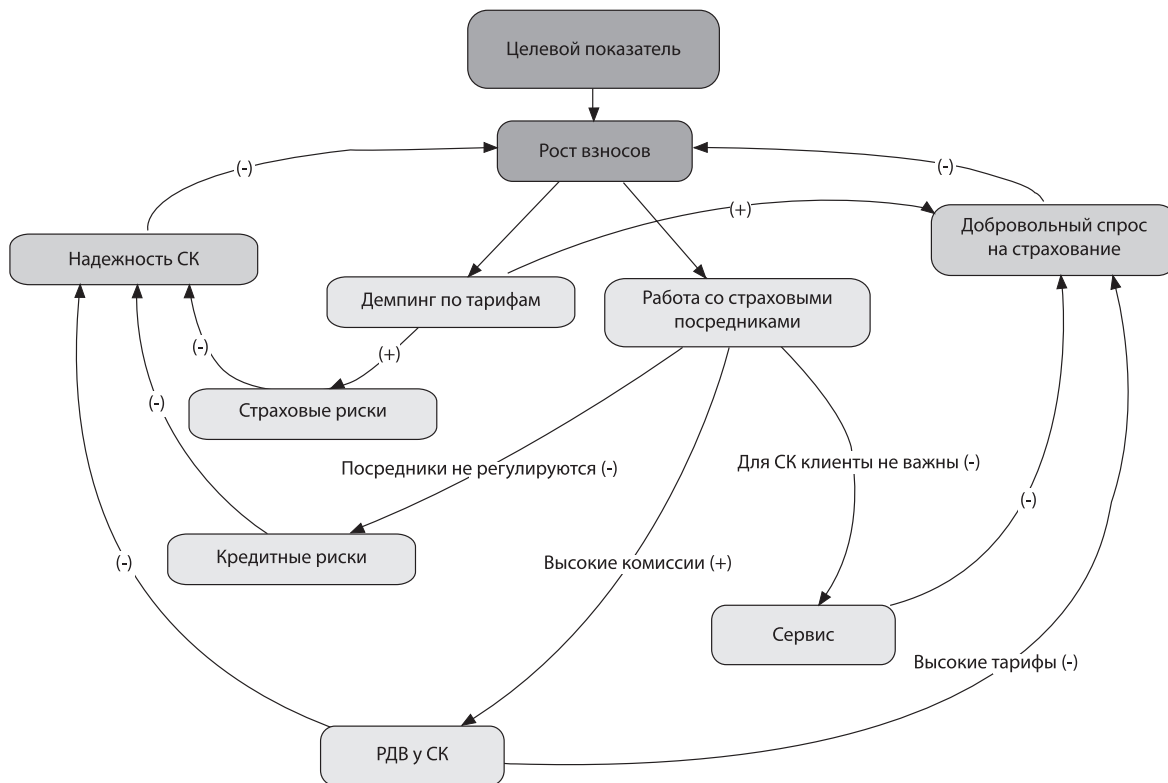 Целевой показатель
Рост взносов
(-)
(-)
(+)
Надежность СК
Добровольный спрос
на страхование
Демпинг по тарифам
Работа со страховыми
посредниками
(-)
(+)
Страховые риски
(-)
Посредники не регулируются (-)
Для СК клиенты не важны (-)
(-)
Кредитные риски
(-)
Высокие комиссии (+)
Сервис
Высокие тарифы (-)
РДВ у СК